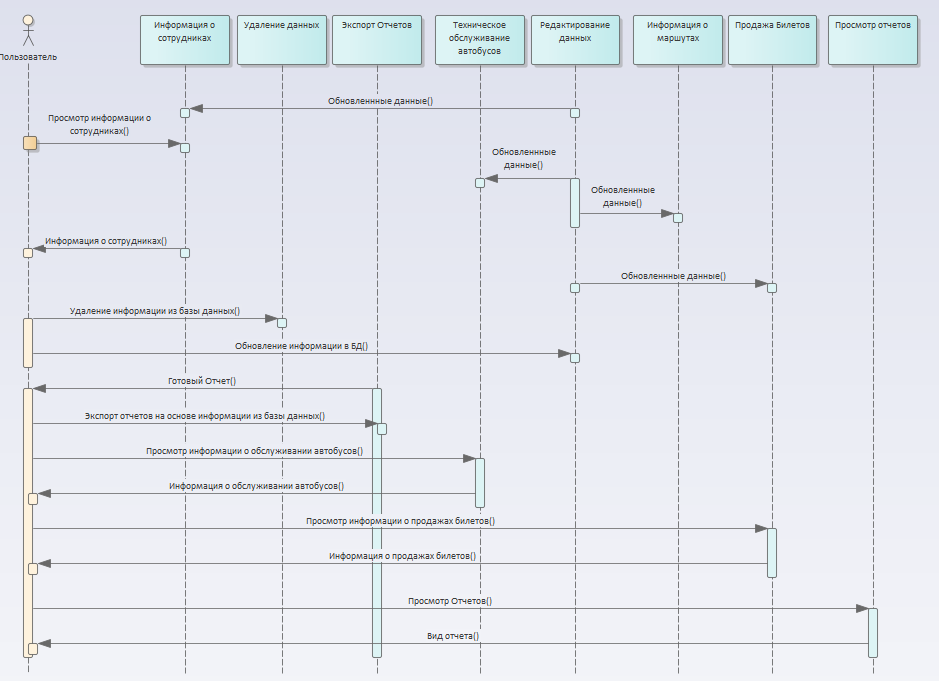 Пользователь
Информация о
сотрудниках
Удаление данных
Экспорт Отчетов
Техническое
обслуживание
автобусов
Редактирование
данных
Информация о
маршутах
Продажа Билетов
Просмотр отчетов
Обновленнные данные()
Просмотр информации о
сотрудниках()
Обновленнные
данные()
Обновленнные
данные()
Информация о сотрудниках()
Обновленнные данные()
Удаление информации из базы данных()
Обновление информации в БД()
Готовый Отчет()
Экспорт отчетов на основе информации из базы данных()
Просмотр информации о обслуживании автобусов()
Информация о обслуживании автобусов()
Просмотр информации о продажах билетов()
Информация о продажах билетов()
Просмотр Отчетов()
Вид отчета()